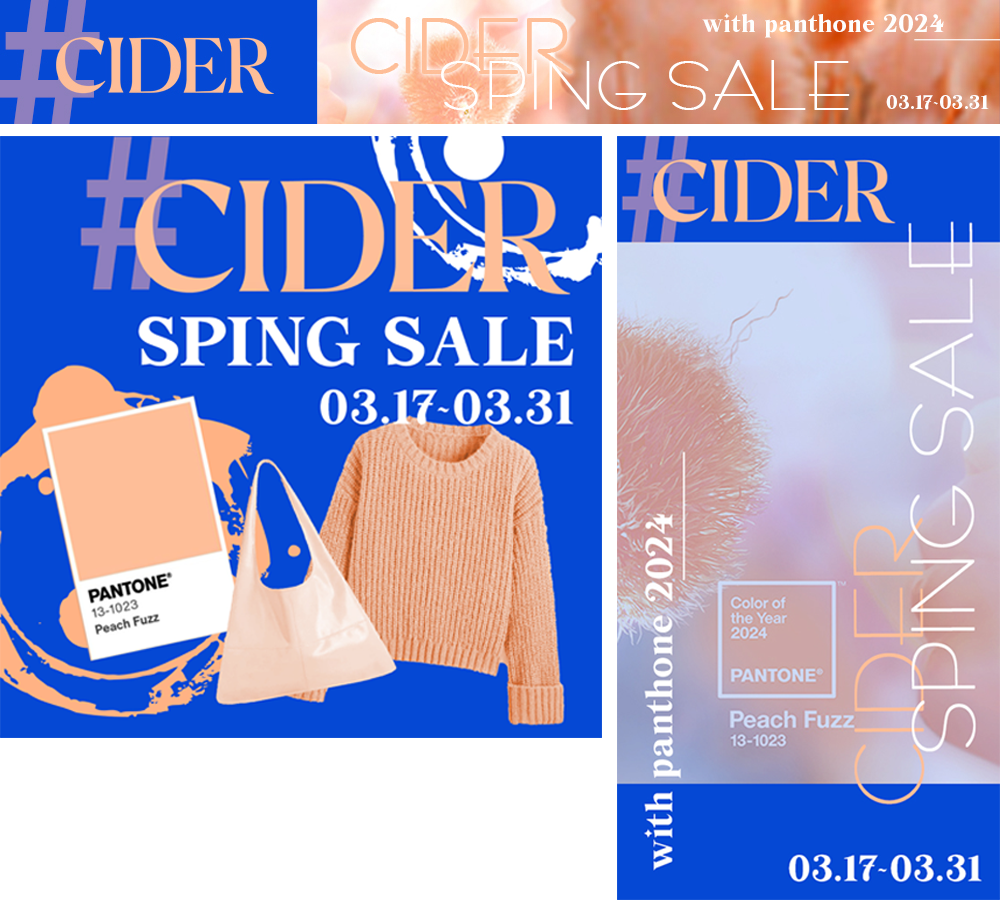 #CIDER
CIDER
SPING SALE
with panthone 2024
03.17~03.31
#CIDER
SPING SALE
03.17~03.31
PANTONE®
13-1023
Peach Fuzz
#CIDER
CIDER
SPING SALE
with panthone 2024
Color of
the Year
2024
PANTONE®
™
Peach Fuzz
13-1023
03.17~03.31